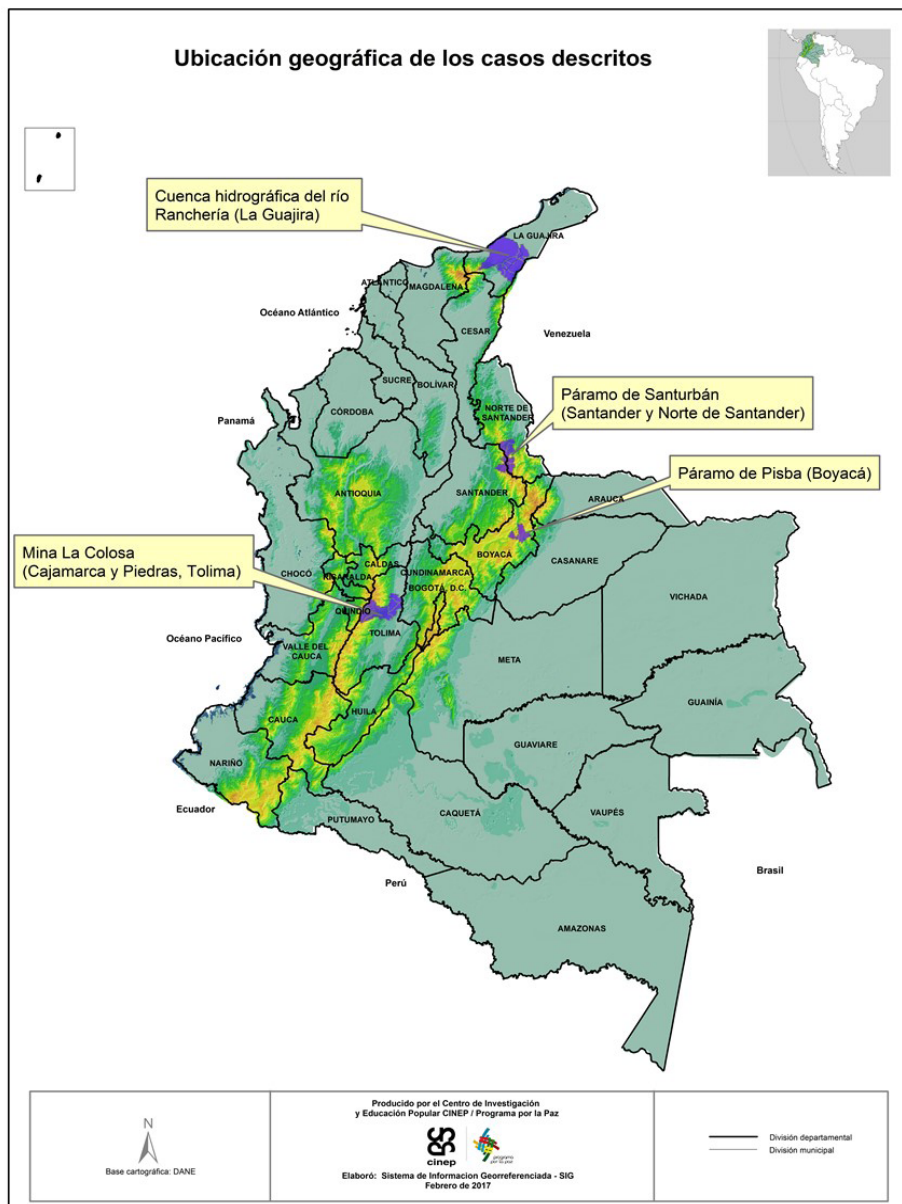 Ubicación geográfica de los casos descritos
Cuenca hidrográfica del río
Ranchería (La Guajira)
LA GUAJIRA
ATLÁNTICO
MAGDALENA
Océano Atlántico
CESAR
Venezuela
SUCRE
BOLÍVAR
CÓRDOBA
NORTE DE
SANTANDER
Páramo de Santurbán
(Santander y Norte de Santander)
Panamá
Páramo de Pisba (Boyacá)
ANTIOQUIA
SANTANDER
ARAUCA
Mina La Colosa
(Cajamarca y Piedras, Tolima)
BOYACÁ
CASANARE
CHOCÓ
CALDAS
RISARALDA
CUNDINAMARCA
BOGOTÁ, D.C.
VICHADA
QUINDIO
TOLIMA
Océano Pacífico
VALLE DEL
CAUCA
META
GUAINÍA
CAUCA
HUILA
GUAVIARE
NARIÑO
Ecuador
PUTUMAYO
CAQUETÁ
VAUPÉS
Brasil
Perú
AMAZONAS
N
Base cartográfica: DANE
Producido por el Centro de Investigación
y Educación Popular CINEP / Programa por la Paz
cinep
programa
por la paz
Elaboró: Sistema de Informacion Georreferenciada - SIG
Febrero de 2017
División departamental
División municipal